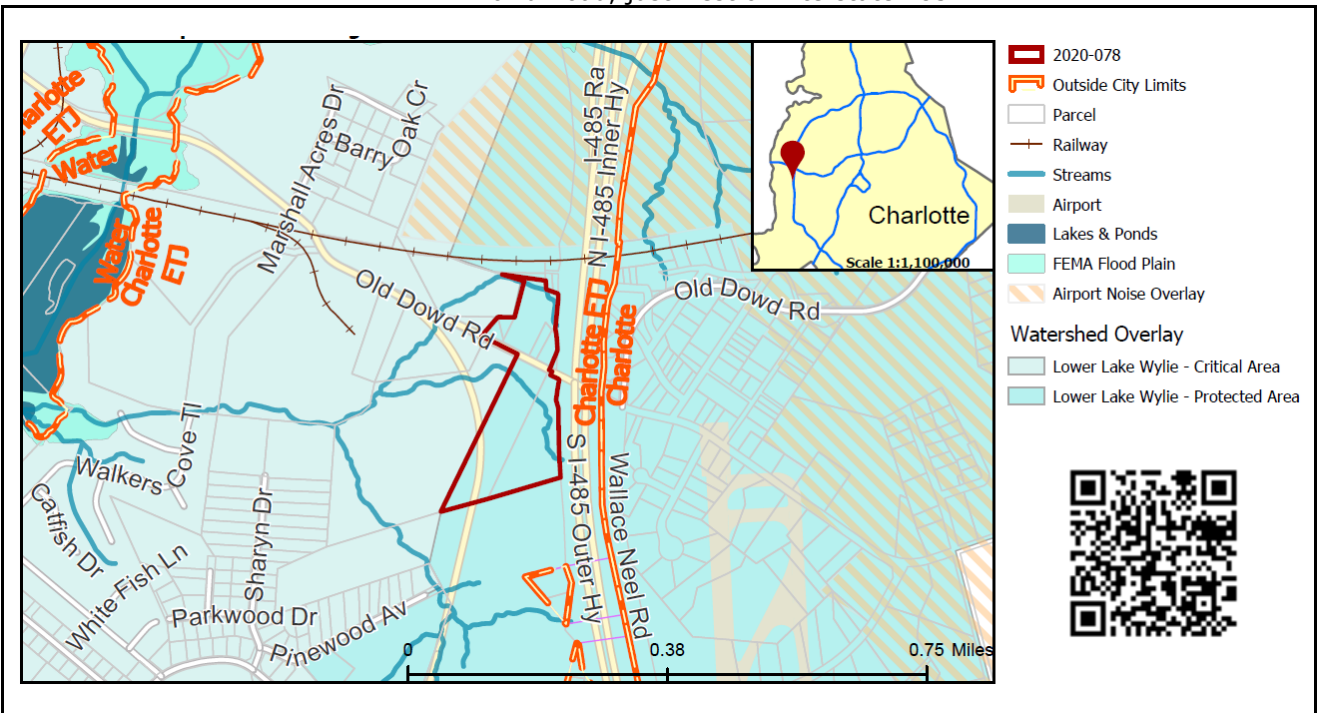 2020-078
Outside City Limits
Parcel
Railway
Streams
Airport
Lakes & Ponds
FEMA Flood Plain
Airport Noise Overlay
Watershed Overlay
Lower Lake Wylie - Critical Area
Lower Lake Wylie - Protected Area
Charlotte
Scale 1:1,100,000
ETJ
Water
Water
Charlotte
ETJ
Marshall Acres Dr
Barry
Oak Cr
I-485 Ra
N I-485 Inner Hy
Old Dowd Rd
Old Dowd Rd
Charlotte ETJ
Charlotte
Walkers
Cove Tl
Catfish Dr
White Fish Ln
Sharyn Dr
Parkwood Dr
Pinewood Av
S I-485 Outer Hy
Wallace Neel Rd
0
0.38
0.75 Miles